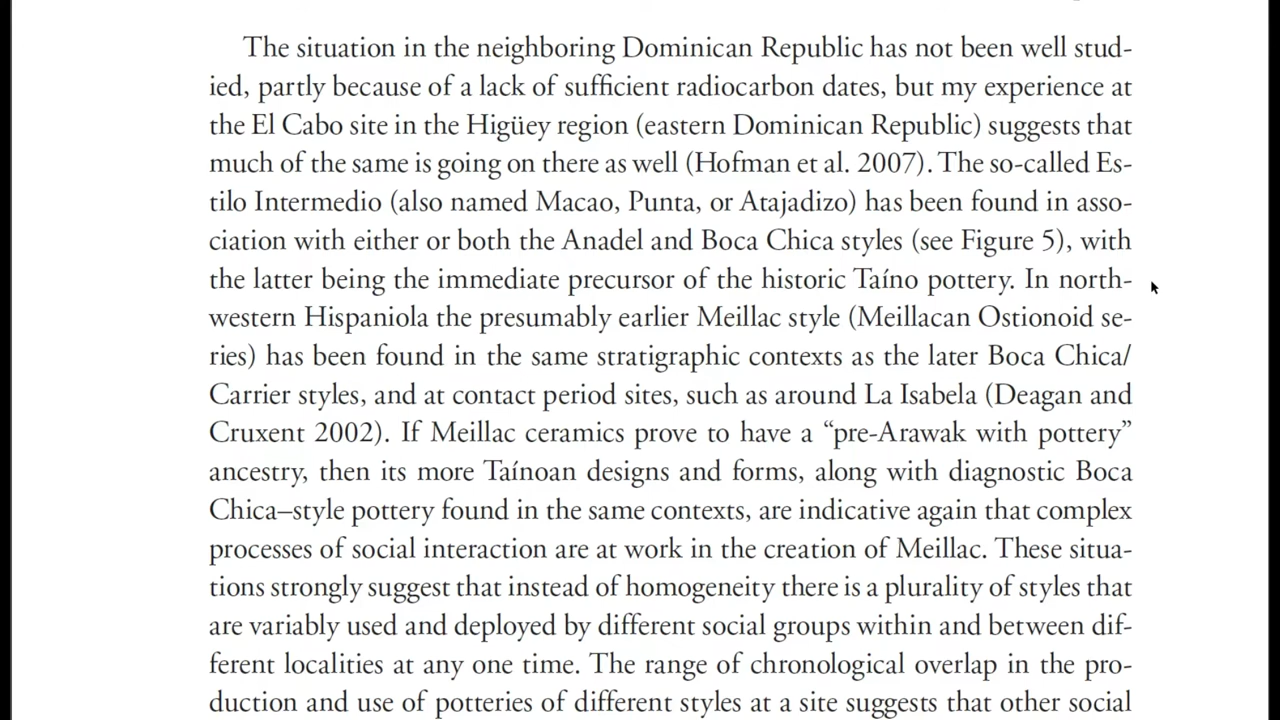 The situation in the neighboring Dominican Republic has not been well stud-
ied, partly because of a lack of sufficient radiocarbon dates, but my experience at
the El Cabo site in the Higüey region (eastern Dominican Republic) suggests that
much of the same is going on there as well (Hofman et al. 2007). The so-called Es-
tilo Intermedio (also named Macao, Punta, or Atajadizo) has been found in asso-
ciation with either or both the Anadel and Boca Chica styles (see Figure 5), with
the latter being the immediate precursor of the historic Taíno pottery. In north-
western Hispaniola the presumably earlier Meillac style (Meillacan Ostionoid se-
ries) has been found in the same stratigraphic contexts as the later Boca Chica/
Carrier styles, and at contact period sites, such as around La Isabela (Deagan and
Cruxent 2002). If Meillac ceramics prove to have a “pre-Arawak with pottery”
ancestry, then its more Taínoan designs and forms, along with diagnostic Boca
Chica–style pottery found in the same contexts, are indicative again that complex
processes of social interaction are at work in the creation of Meillac. These situa-
tions strongly suggest that instead of homogeneity there is a plurality of styles that
are variably used and deployed by different social groups within and between dif-
ferent localities at any one time. The range of chronological overlap in the pro-
duction and use of potteries of different styles at a site suggests that other social